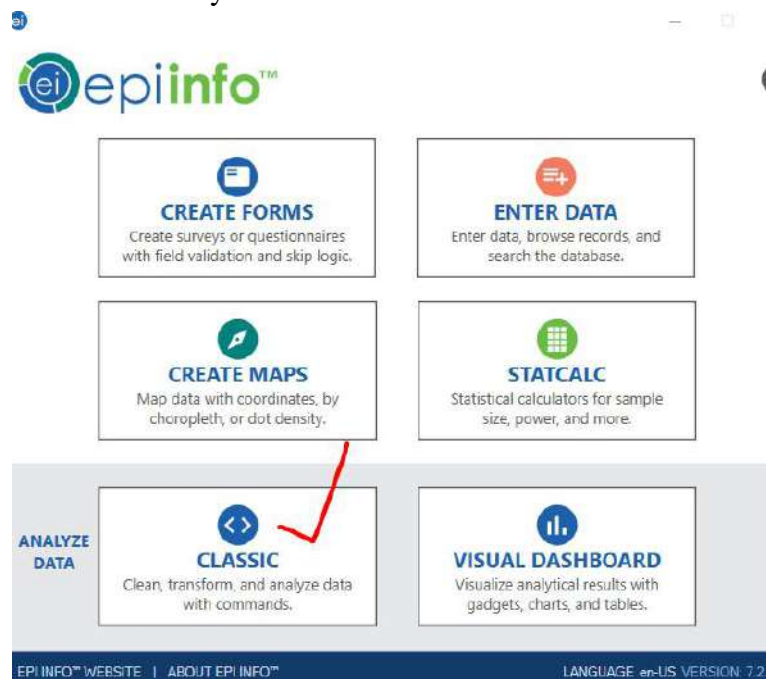 ei
ei epiinfo™
CREATE FORMS
Create surveys or questionnaires
with field validation and skip logic.
ENTER DATA
Enter data, browse records, and
search the database.
CREATE MAPS
Map data with coordinates, by
choropleth, or dot density.
STATCALC
Statistical calculators for sample
size, power, and more.
ANALYZE
DATA
CLASSIC
Clean, transform, and analyze data
with commands.
VISUAL DASHBOARD
Visualize analytical results with
gadgets, charts, and tables.
EPI INFO™ WEBSITE | ABOUT EPI INFO™
LANGUAGE en-US VERSION: 7.2